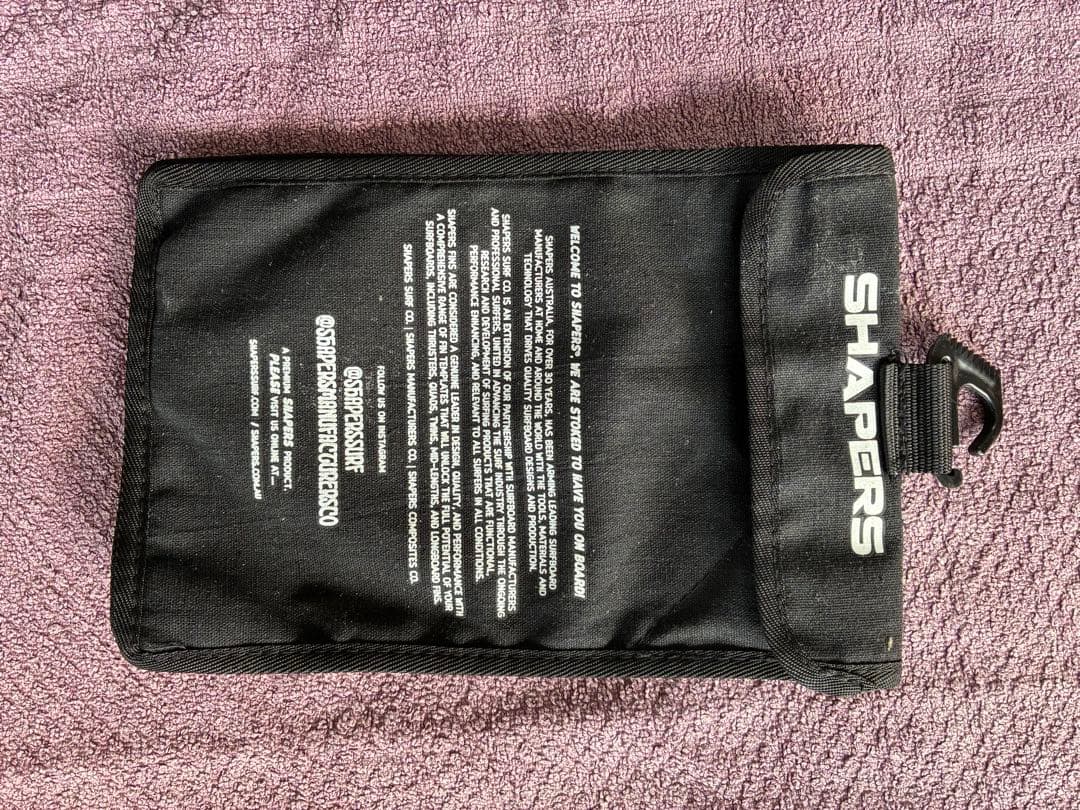 SHAPERS
WELCOME TO SHAPERS®, WE ARE STOKED TO HAVE YOU ON BOARD!
SHAPERS AUSTRALIA, FOR OVER 30 YEARS, HAS BEEN ARMING LEADING SURFBOARD
MANUFACTURERS AT HOME AND AROUND THE WORLD WITH THE TOOLS, MATERIALS AND
TECHNOLOGY THAT DRIVES QUALITY SURFBOARD DESIGNS AND PRODUCTION.
SHAPERS SURF CO. IS AN EXTENSION OF OUR PARTNERSHIP WITH SURFBOARD MANUFACTURERS
AND PROFESSIONAL SURFERS, UNITED IN ADVANCING THE SURF INDUSTRY THROUGH THE ONGOING
RESEARCH AND DEVELOPMENT OF SURFING PRODUCTS THAT ARE FUNCTIONAL,
PERFORMANCE ENHANCING, AND RELEVANT TO ALL SURFERS IN ALL CONDITIONS.
SHAPERS FINS ARE CONSIDERED A GENUINE LEADER IN DESIGN, QUALITY, AND PERFORMANCE WITH
A COMPREHENSIVE RANGE OF FIN TEMPLATES THAT WILL UNLOCK THE FULL POTENTIAL OF YOUR
SURFBOARDS, INCLUDING THRUSTERS, QUADS, TWINS, MID-LENGTHS, AND LONGBOARD FINS.
SHAPERS SURF CO. | SHAPERS MANUFACTURERS CO. | SHAPERS COMPOSITES CO.
FOLLOW US ON INSTAGRAM
@SHAPERSSURF
@SHAPERSMANUFACTURERSCO
A PREMIUM SHAPERS PRODUCT.
PLEASE VISIT US ONLINE AT...
SHAPERSSURF.COM / SHAPERS.COM.AU